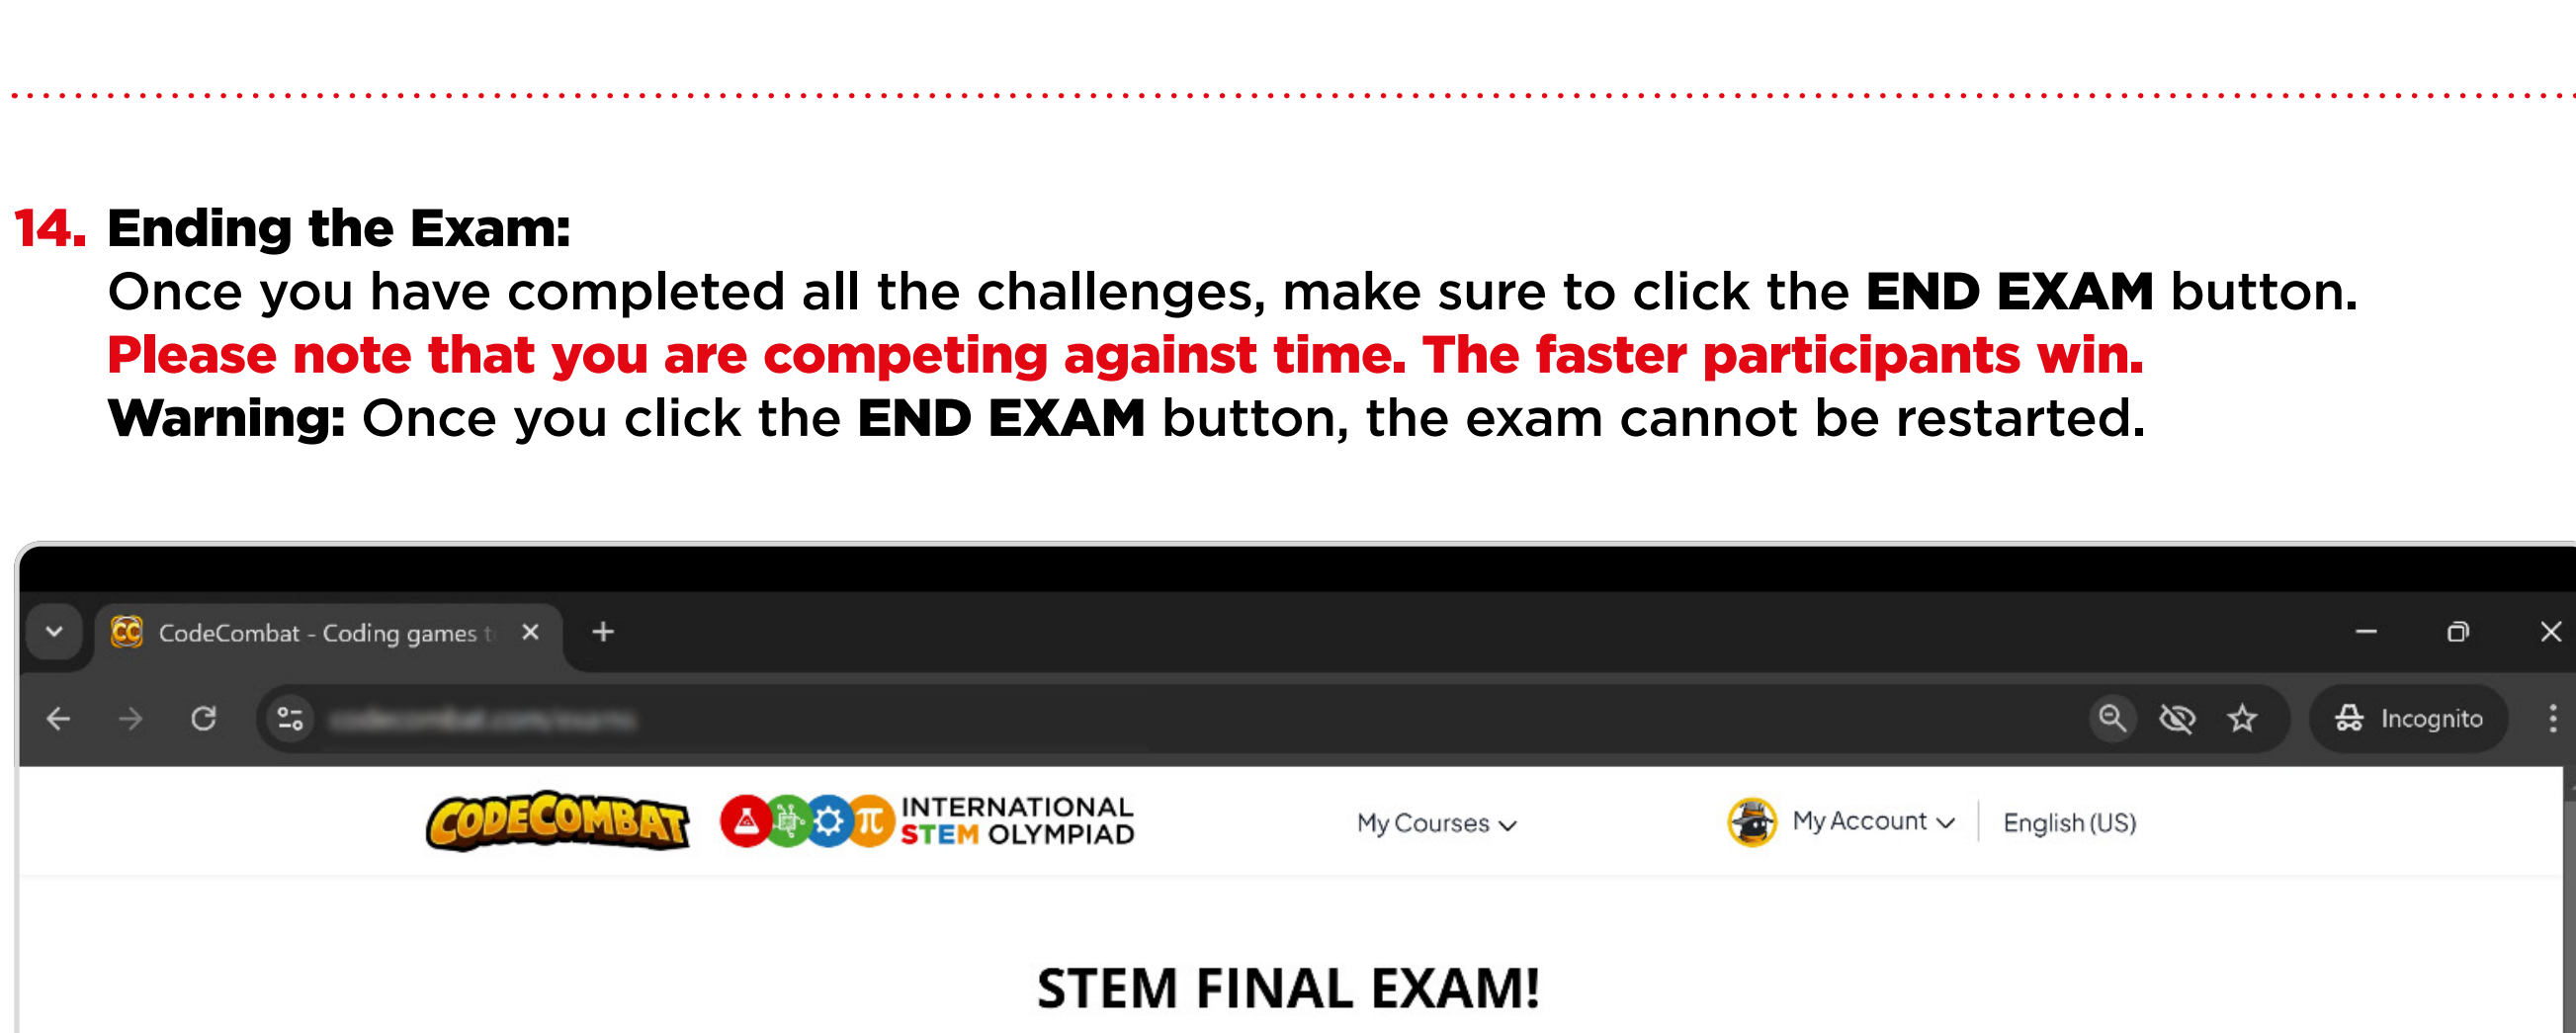 14. Ending the Exam:
Once you have completed all the challenges, make sure to click the END EXAM button.
Please note that you are competing against time. The faster participants win.
Warning: Once you click the END EXAM button, the exam cannot be restarted.
CodeCombat - Coding games t
Incognito
CODECOMBAT
INTERNATIONAL
STEM OLYMPIAD
My Courses
My Account
English (US)
STEM FINAL EXAM!